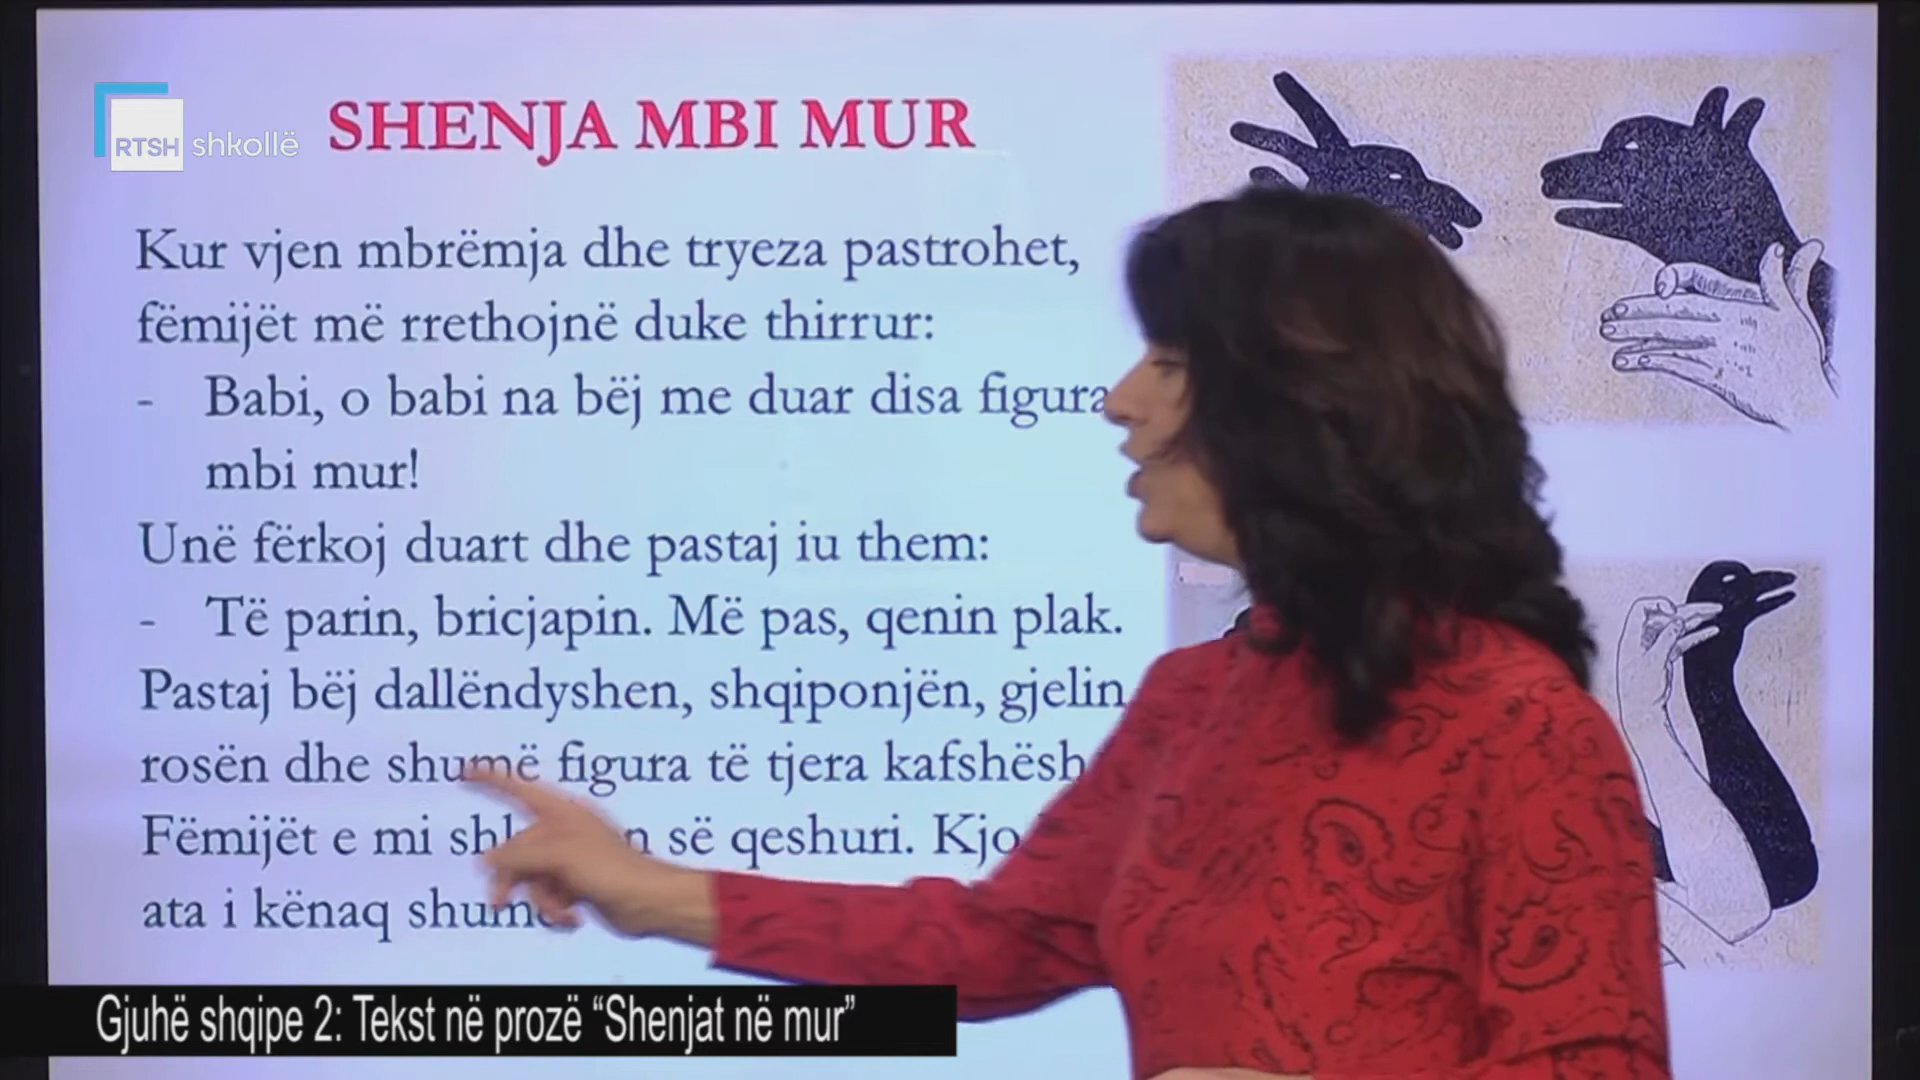 RTSH shkollë
SHENJA MBI MUR
Kur vjen mbrëmja dhe tryeza pastrohet,
fëmijët më rrethojnë duke thirrur:
- Babi, o babi na bëj me duar disa figura
mbi mur!
Unë fërkoj duart dhe pastaj iu them:
- Të parin, bricjapin. Më pas, qenin plak.
Pastaj bëj dallëndyshen, shqiponjën, gjelin
rosën dhe shumë figura të tjera kafshësh
Fëmijët e mi së qeshuri. Kjo
ata i kënaq shumë
Gjuhë shqipe 2: Tekst në prozë “Shenjat në mur”